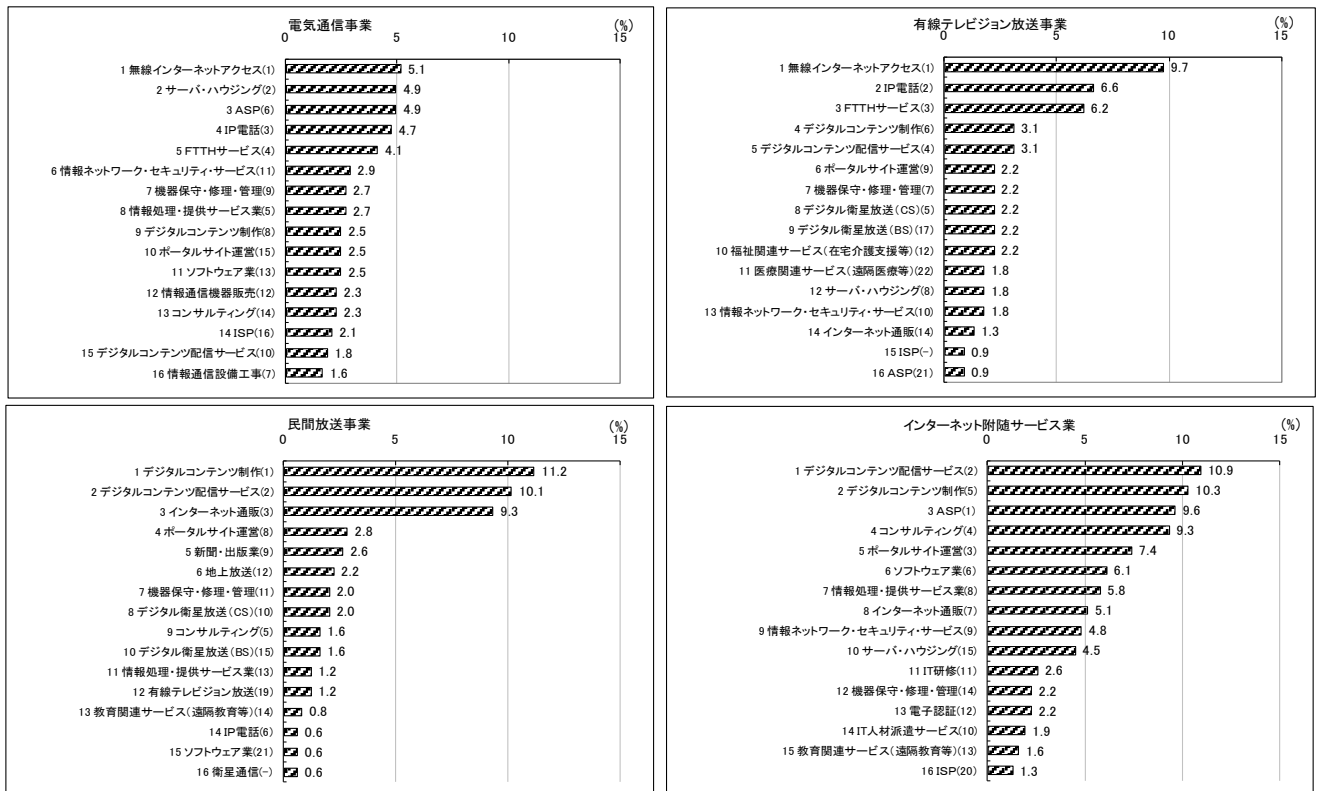 電気通信事業 (%)
0 5 10 15
1 無線インターネットアクセス(1) 5.1
2 サーバ・ハウジング(2) 4.9
3 ASP(6) 4.9
4 IP電話(3) 4.7
5 FTTHサービス(4) 4.1
6 情報ネットワーク・セキュリティ・サービス(11) 2.9
7 機器保守・修理・管理(9) 2.7
8 情報処理・提供サービス業(5) 2.7
9 デジタルコンテンツ制作(8) 2.5
10 ポータルサイト運営(15) 2.5
11 ソフトウェア業(13) 2.5
12 情報通信機器販売(12) 2.3
13 コンサルティング(14) 2.3
14 ISP(16) 2.1
15 デジタルコンテンツ配信サービス(10) 1.8
16 情報通信設備工事(7) 1.6
有線テレビジョン放送事業 (%)
0 5 10 15
1 無線インターネットアクセス(1) 9.7
2 IP電話(2) 6.6
3 FTTHサービス(3) 6.2
4 デジタルコンテンツ制作(6) 3.1
5 デジタルコンテンツ配信サービス(4) 3.1
6 ポータルサイト運営(9) 2.2
7 機器保守・修理・管理(7) 2.2
8 デジタル衛星放送(CS)(5) 2.2
9 デジタル衛星放送(BS)(17) 2.2
10 福祉関連サービス(在宅介護支援等)(12) 2.2
11 医療関連サービス(遠隔医療等)(22) 1.8
12 サーバ・ハウジング(8) 1.8
13 情報ネットワーク・セキュリティ・サービス(10) 1.8
14 インターネット通販(14) 1.3
15 ISP(-) 0.9
16 ASP(21) 0.9
民間放送事業 (%)
0 5 10 15
1 デジタルコンテンツ制作(1) 11.2
2 デジタルコンテンツ配信サービス(2) 10.1
3 インターネット通販(3) 9.3
4 ポータルサイト運営(8) 2.8
5 新聞・出版業(9) 2.6
6 地上放送(12) 2.2
7 機器保守・修理・管理(11) 2.0
8 デジタル衛星放送(CS)(10) 2.0
9 コンサルティング(5) 1.6
10 デジタル衛星放送(BS)(15) 1.6
11 情報処理・提供サービス業(13) 1.2
12 有線テレビジョン放送(19) 1.2
13 教育関連サービス(遠隔教育等)(14) 0.8
14 IP電話(6) 0.6
15 ソフトウェア業(21) 0.6
16 衛星通信(-) 0.6
インターネット附随サービス業 (%)
0 5 10 15
1 デジタルコンテンツ配信サービス(2) 10.9
2 デジタルコンテンツ制作(5) 10.3
3 ASP(1) 9.6
4 コンサルティング(4) 9.3
5 ポータルサイト運営(3) 7.4
6 ソフトウェア業(6) 6.1
7 情報処理・提供サービス業(8) 5.8
8 インターネット通販(7) 5.1
9 情報ネットワーク・セキュリティ・サービス(9) 4.8
10 サーバ・ハウジング(15) 4.5
11 IT研修(11) 2.6
12 機器保守・修理・管理(14) 2.2
13 電子認証(12) 2.2
14 IT人材派遣サービス(10) 1.9
15 教育関連サービス(遠隔教育等)(13) 1.6
16 ISP(20) 1.3